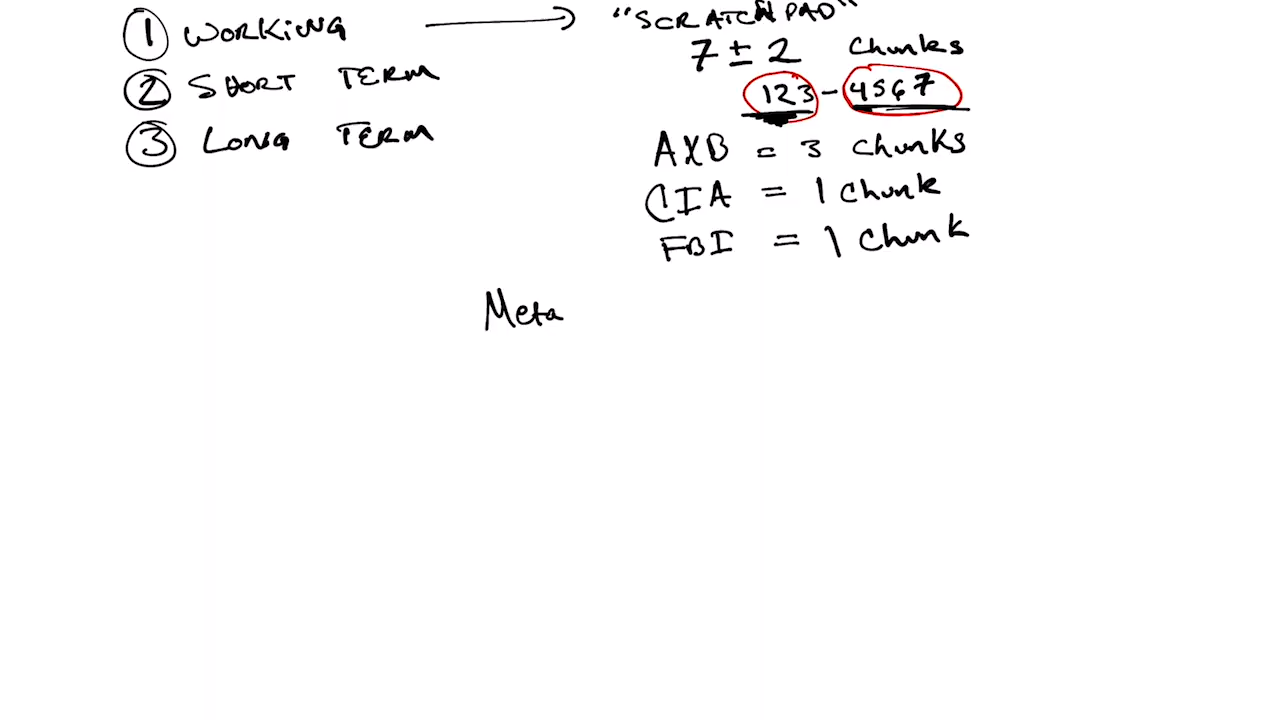 ① WORKING → "SCRATCH PAD"
7 ± 2 Chunks
② SHORT TERM
123 - 4567
③ LONG TERM
AXB = 3 Chunks
CIA = 1 Chunk
FBI = 1 Chunk
Meta